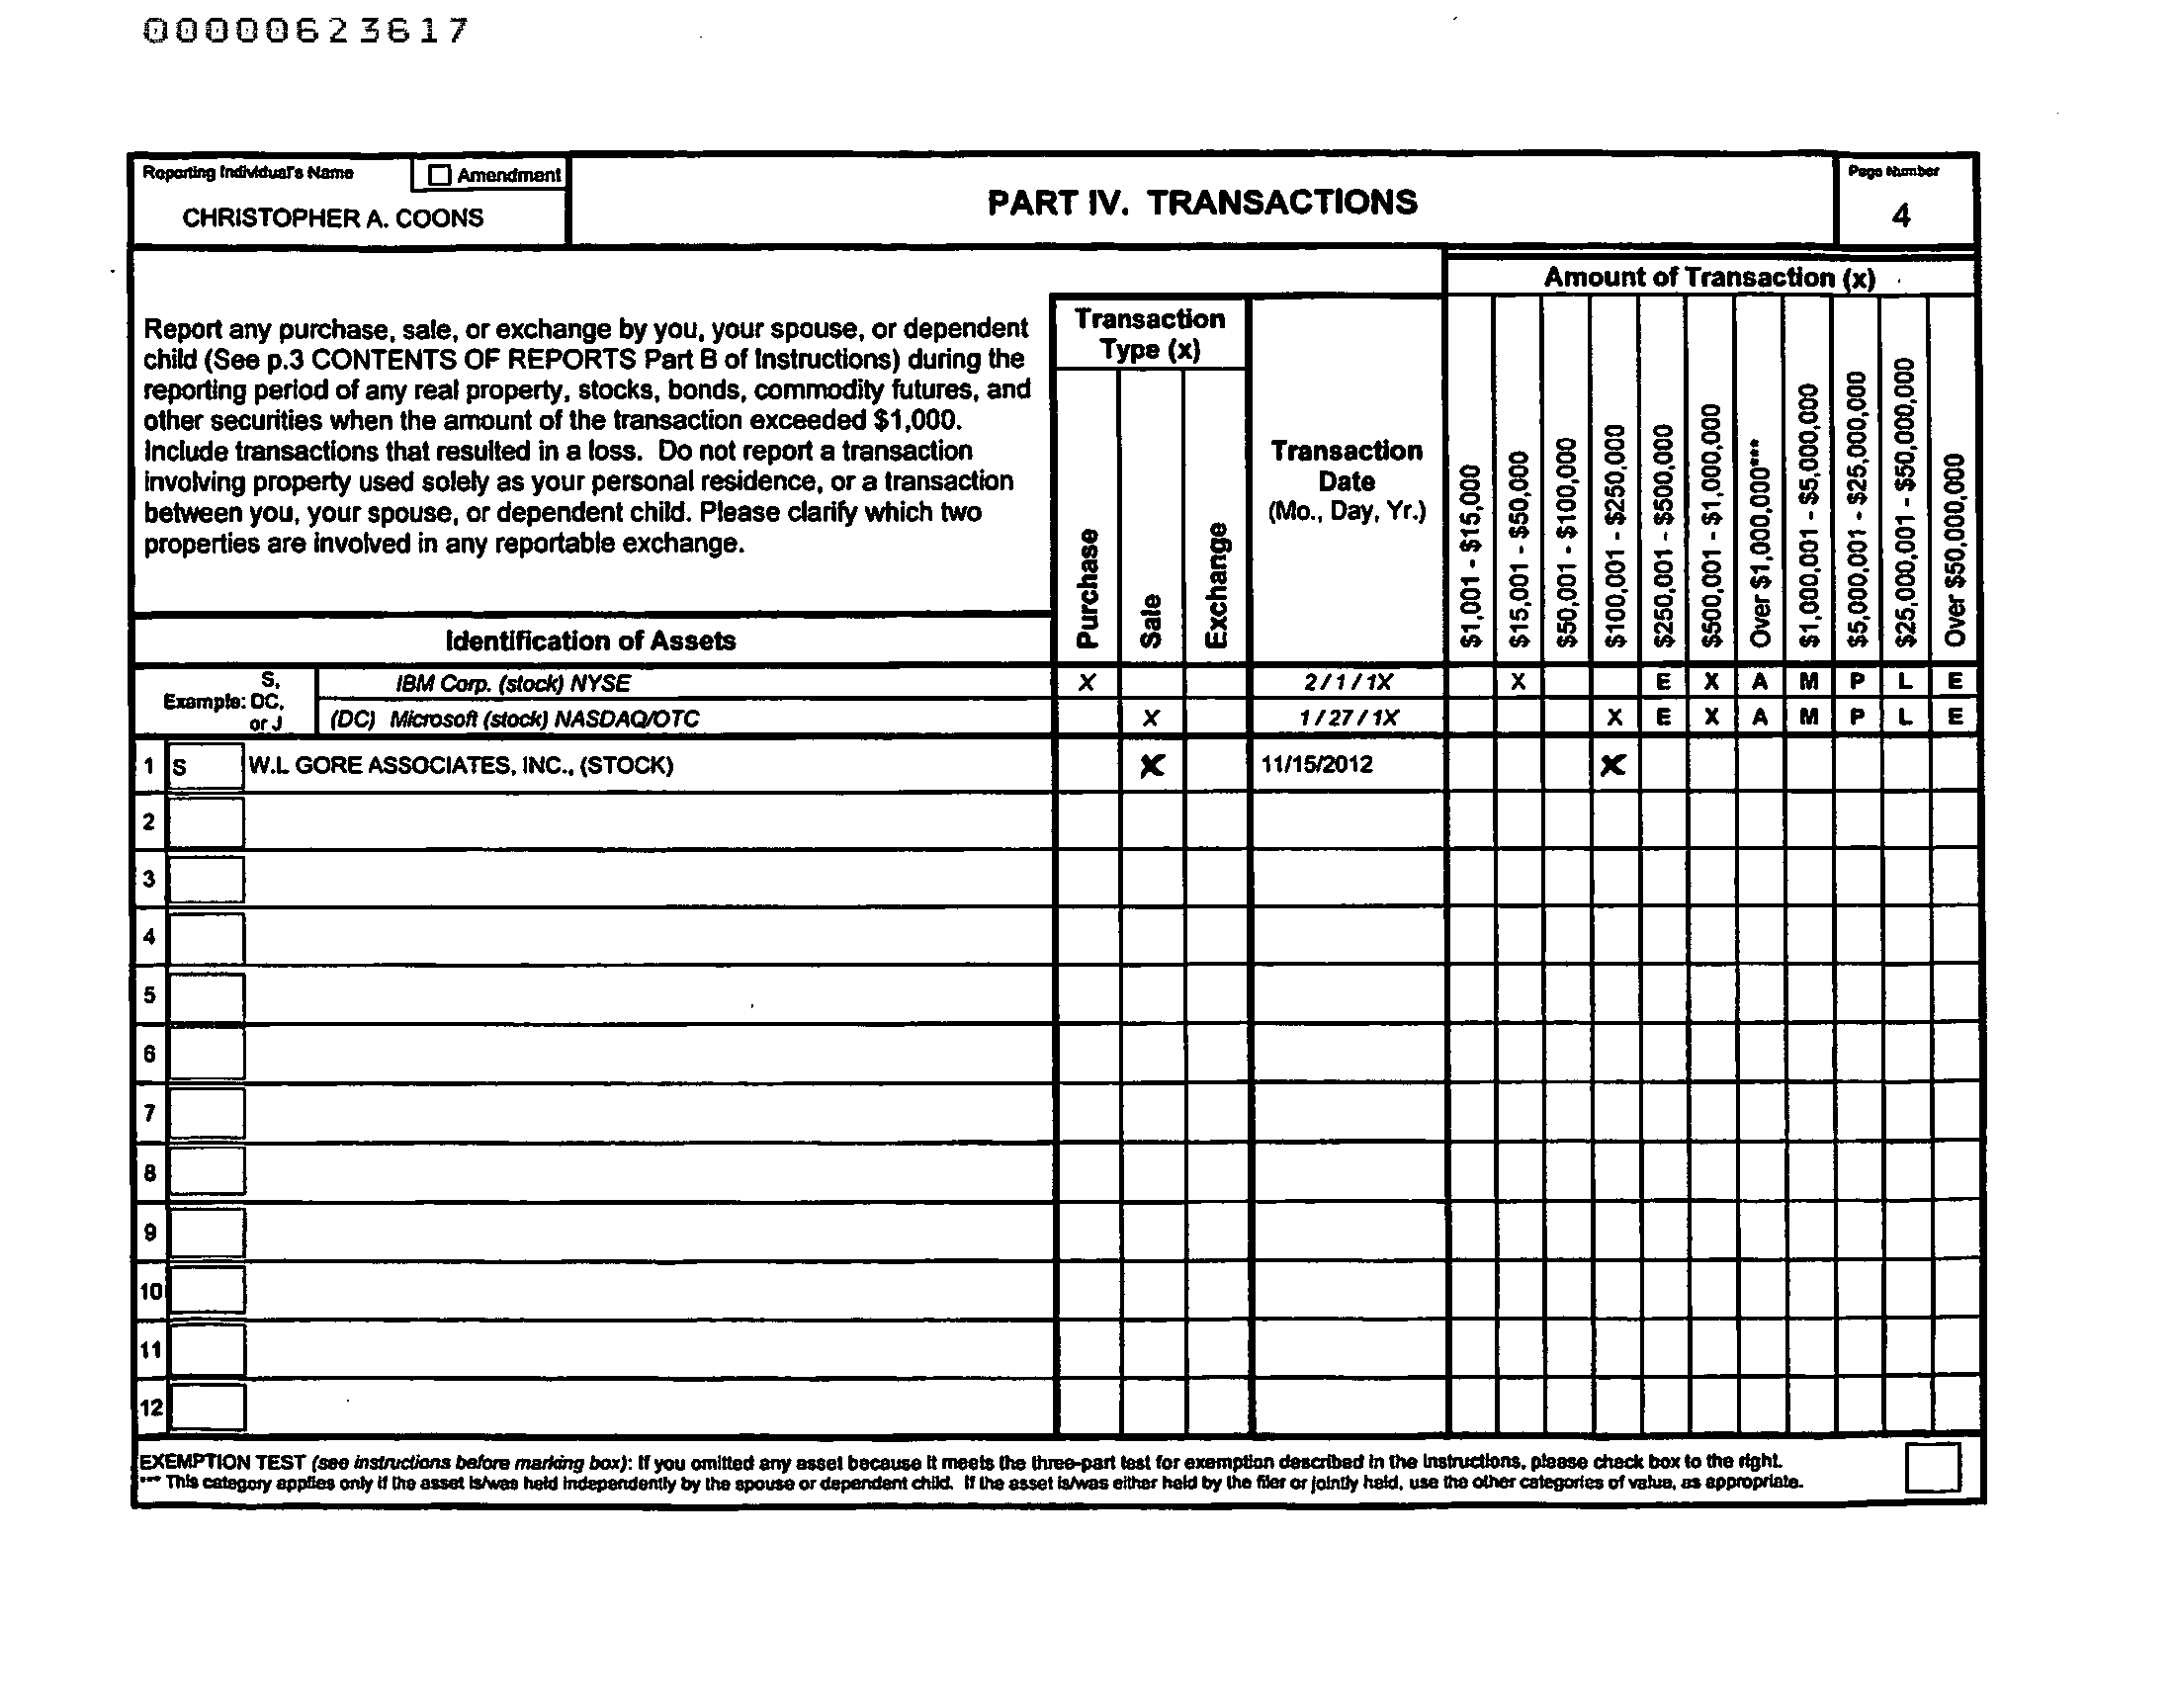 00000623617
Reporting Individual's Name
Amendment
CHRISTOPHER A. COONS
PART IV. TRANSACTIONS
Page Number
4
Amount of Transaction (x)
Report any purchase, sale, or exchange by you, your spouse, or dependent
child (See p.3 CONTENTS OF REPORTS Part B of Instructions) during the
reporting period of any real property, stocks, bonds, commodity futures, and
other securities when the amount of the transaction exceeded $1,000.
Include transactions that resulted in a loss. Do not report a transaction
involving property used solely as your personal residence, or a transaction
between you, your spouse, or dependent child. Please clarify which two
properties are involved in any reportable exchange.
Transaction
Type (x)
Purchase
Sale
Exchange
Transaction
Date
(Mo., Day, Yr.)
$1,001 - $15,000
$15,001 - $50,000
$50,001 - $100,000
$100,001 - $250,000
$250,001 - $500,000
$500,001 - $1,000,000
Over $1,000,000***
$1,000,001 - $5,000,000
$5,000,001 - $25,000,000
$25,000,001 - $50,000,000
Over $50,000,000
Identification of Assets
Example: S, DC, or J
IBM Corp. (stock) NYSE X 2 / 1 / 1X X E X A M P L E
(DC) Microsoft (stock) NASDAQ/OTC X 1 / 27 / 1X X E X A M P L E
1 S W.L GORE ASSOCIATES, INC., (STOCK) X 11/15/2012 X
2
3
4
5
6
7
8
9
10
11
12
EXEMPTION TEST (see instructions before marking box): If you omitted any asset because it meets the three-part test for exemption described in the instructions, please check box to the right.
*** This category applies only if the asset is/was held independently by the spouse or dependent child. If the asset is/was either held by the filer or jointly held, use the other categories of value, as appropriate.